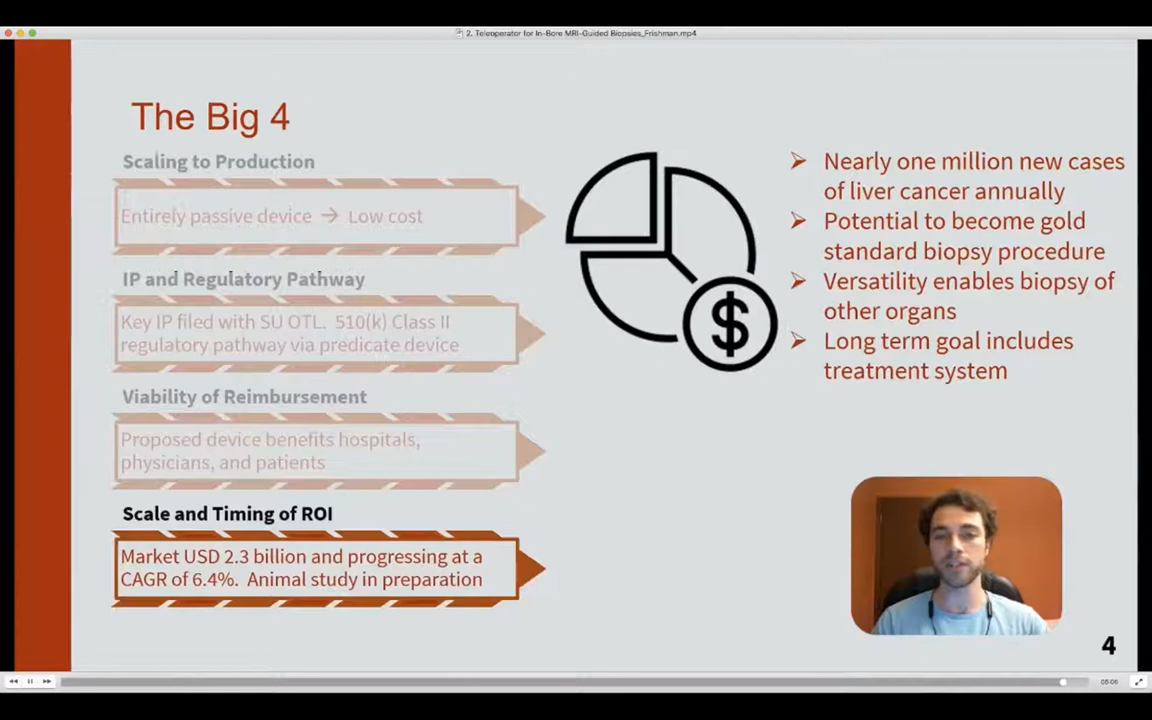 2. Teleoperator for In-Bore MRI-Guided Biopsies_Frishman.mp4
The Big 4
Scaling to Production
Entirely passive device → Low cost
IP and Regulatory Pathway
Key IP filed with SU OTL. 510(k) Class II
regulatory pathway via predicate device
Viability of Reimbursement
Proposed device benefits hospitals,
physicians, and patients
Scale and Timing of ROI
Market USD 2.3 billion and progressing at a
CAGR of 6.4%. Animal study in preparation
$
Nearly one million new cases
of liver cancer annually
Potential to become gold
standard biopsy procedure
Versatility enables biopsy of
other organs
Long term goal includes
treatment system
4
05:05